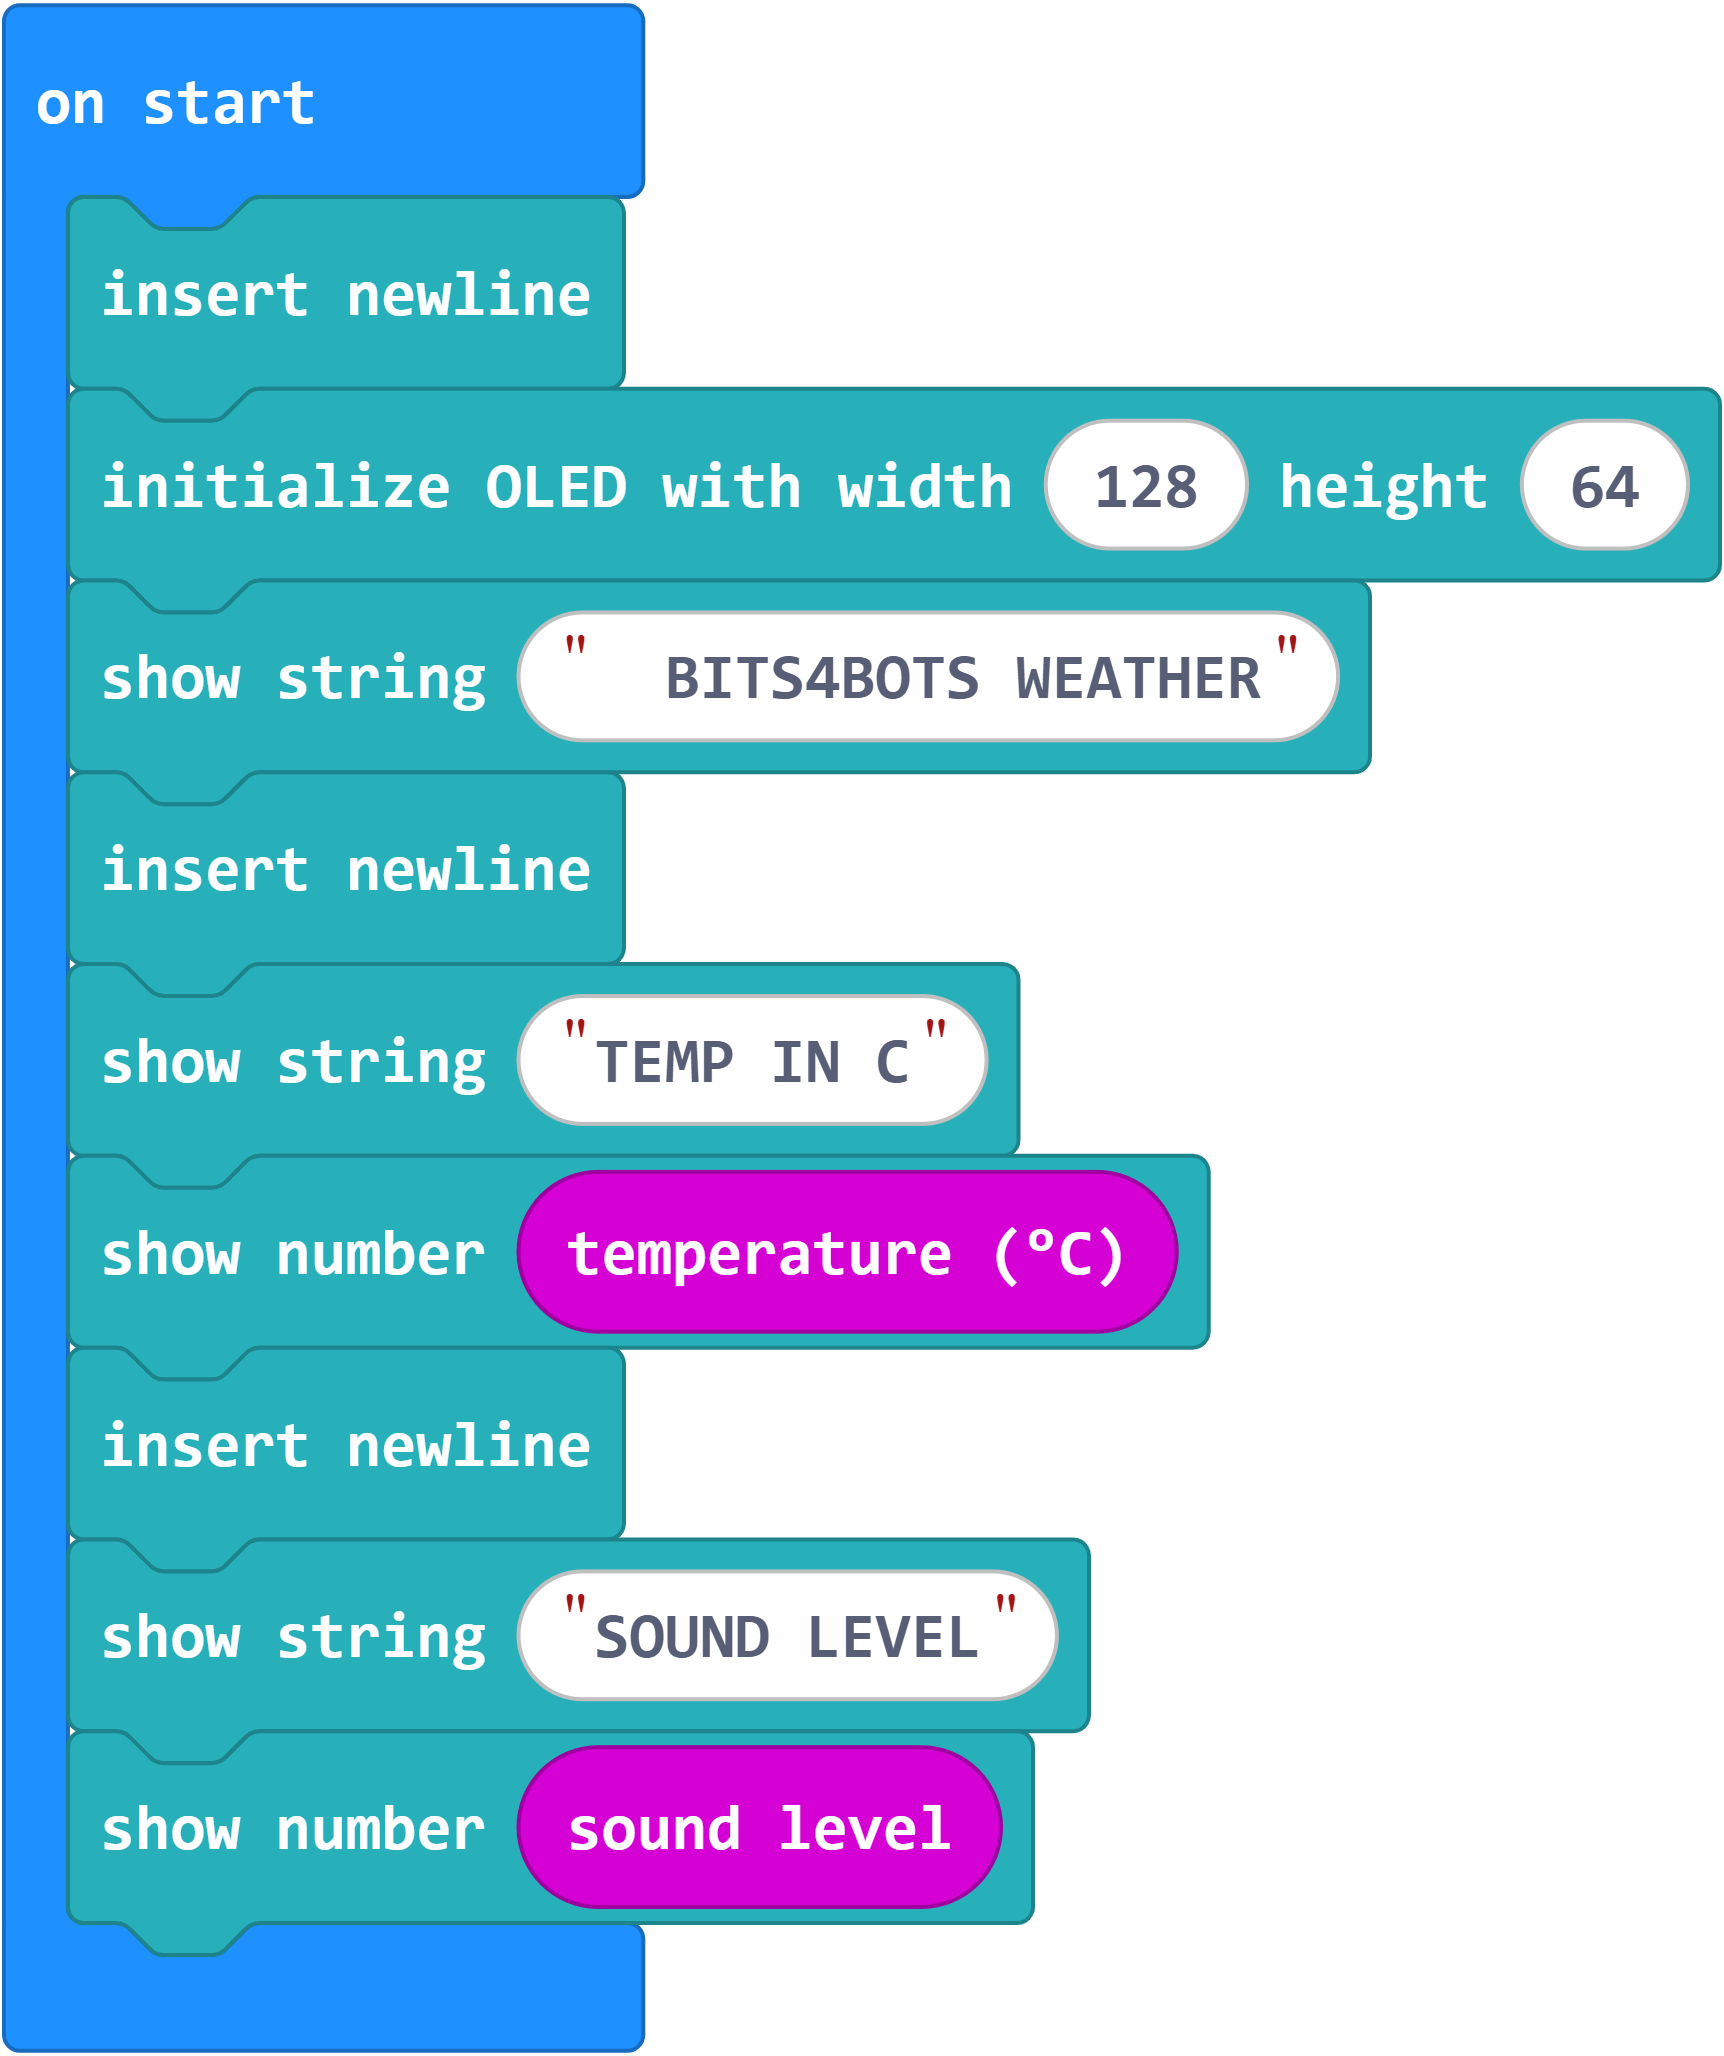 on start
insert newline
initialize OLED with width 128 height 64
show string "  BITS4BOTS WEATHER"
insert newline
show string "TEMP IN C"
show number temperature (°C)
insert newline
show string "SOUND LEVEL"
show number sound level